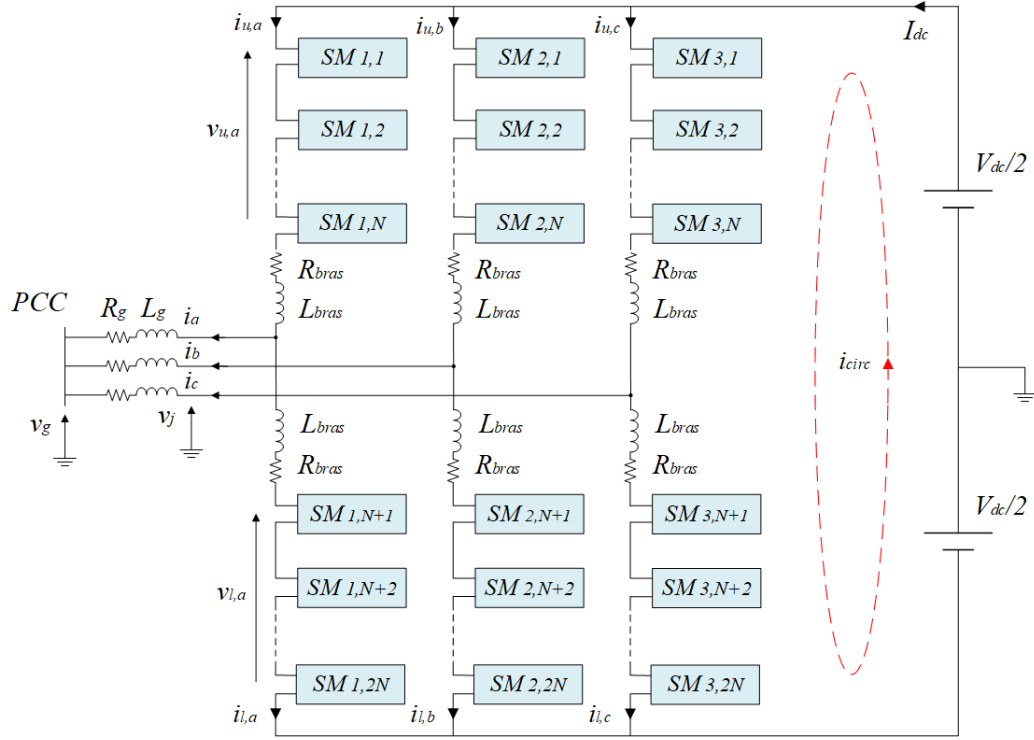 i_{u,a} i_{u,b} i_{u,c} I_{dc}
SM 1,1 SM 2,1 SM 3,1
v_{u,a} SM 1,2 SM 2,2 SM 3,2
V_{dc}/2
SM 1,N SM 2,N SM 3,N
R_{bras} R_{bras} R_{bras}
PCC R_g L_g i_a L_{bras} L_{bras} L_{bras}
i_b
i_c i_{circ}
v_g v_j L_{bras} L_{bras} L_{bras}
R_{bras} R_{bras} R_{bras}
SM 1,N+1 SM 2,N+1 SM 3,N+1 V_{dc}/2
v_{l,a} SM 1,N+2 SM 2,N+2 SM 3,N+2
SM 1,2N SM 2,2N SM 3,2N
i_{l,a} i_{l,b} i_{l,c}